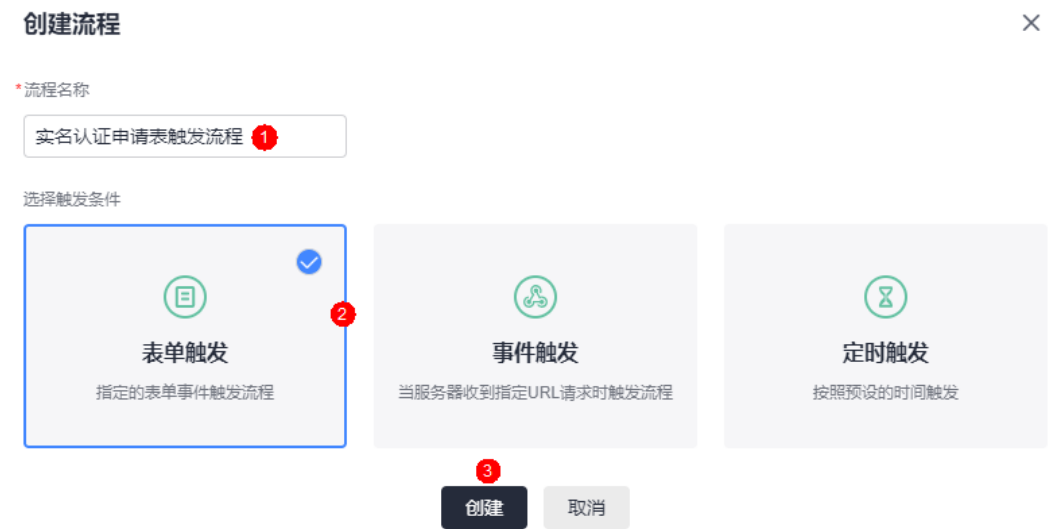 创建流程
*流程名称
实名认证申请表触发流程 1
选择触发条件
2
表单触发
指定的表单事件触发流程
事件触发
当服务器收到指定URL请求时触发流程
定时触发
按照预设的时间触发
3
创建
取消